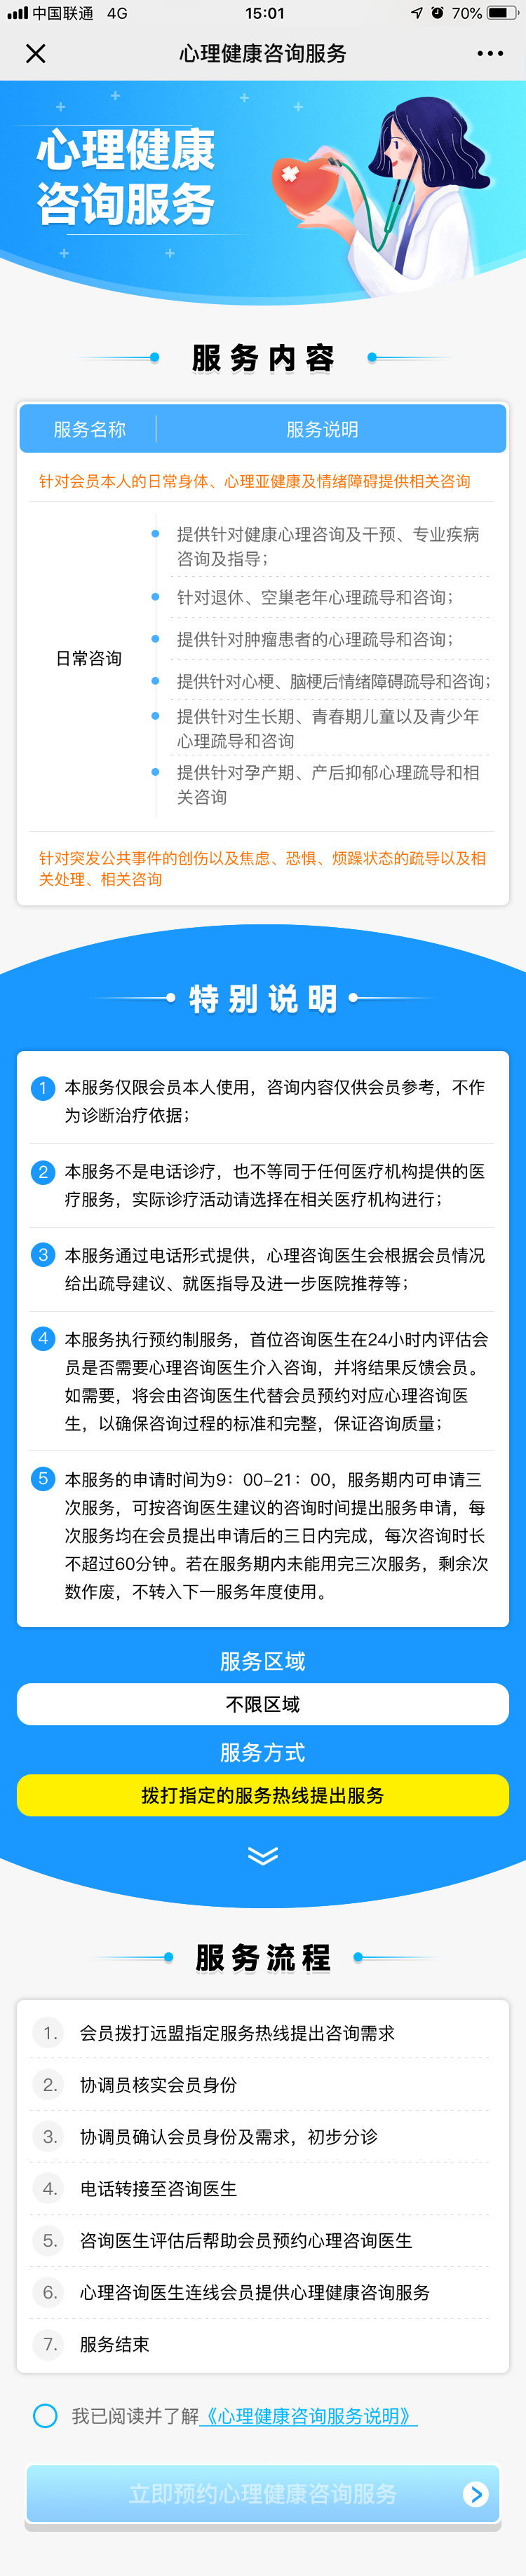 中国联通 4G 15:01 70%
心理健康咨询服务
心理健康
咨询服务
服务内容
服务名称 服务说明
针对会员本人的日常身体、心理亚健康及情绪障碍提供相关咨询
日常咨询
提供针对健康心理咨询及干预、专业疾病
咨询及指导；
针对退休、空巢老年心理疏导和咨询；
提供针对肿瘤患者的心理疏导和咨询；
提供针对心梗、脑梗后情绪障碍疏导和咨询；
提供针对生长期、青春期儿童以及青少年
心理疏导和咨询
提供针对孕产期、产后抑郁心理疏导和相
关咨询
针对突发公共事件的创伤以及焦虑、恐惧、烦躁状态的疏导以及相
关处理、相关咨询
特别说明
1 本服务仅限会员本人使用，咨询内容仅供会员参考，不作
为诊断治疗依据；
2 本服务不是电话诊疗，也不等同于任何医疗机构提供的医
疗服务，实际诊疗活动请选择在相关医疗机构进行；
3 本服务通过电话形式提供，心理咨询医生会根据会员情况
给出疏导建议、就医指导及进一步医院推荐等；
4 本服务执行预约制服务，首位咨询医生在24小时内评估会
员是否需要心理咨询医生介入咨询，并将结果反馈会员。
如需要，将会由咨询医生代替会员预约对应心理咨询医
生，以确保咨询过程的标准和完整，保证咨询质量；
5 本服务的申请时间为9：00-21：00，服务期内可申请三
次服务，可按咨询医生建议的咨询时间提出服务申请，每
次服务均在会员提出申请后的三日内完成，每次咨询时长
不超过60分钟。若在服务期内未能用完三次服务，剩余次
数作废，不转入下一服务年度使用。
服务区域
不限区域
服务方式
拨打指定的服务热线提出服务
服务流程
1. 会员拨打远盟指定服务热线提出咨询需求
2. 协调员核实会员身份
3. 协调员确认会员身份及需求，初步分诊
4. 电话转接至咨询医生
5. 咨询医生评估后帮助会员预约心理咨询医生
6. 心理咨询医生连线会员提供心理健康咨询服务
7. 服务结束
我已阅读并了解《心理健康咨询服务说明》
立即预约心理健康咨询服务